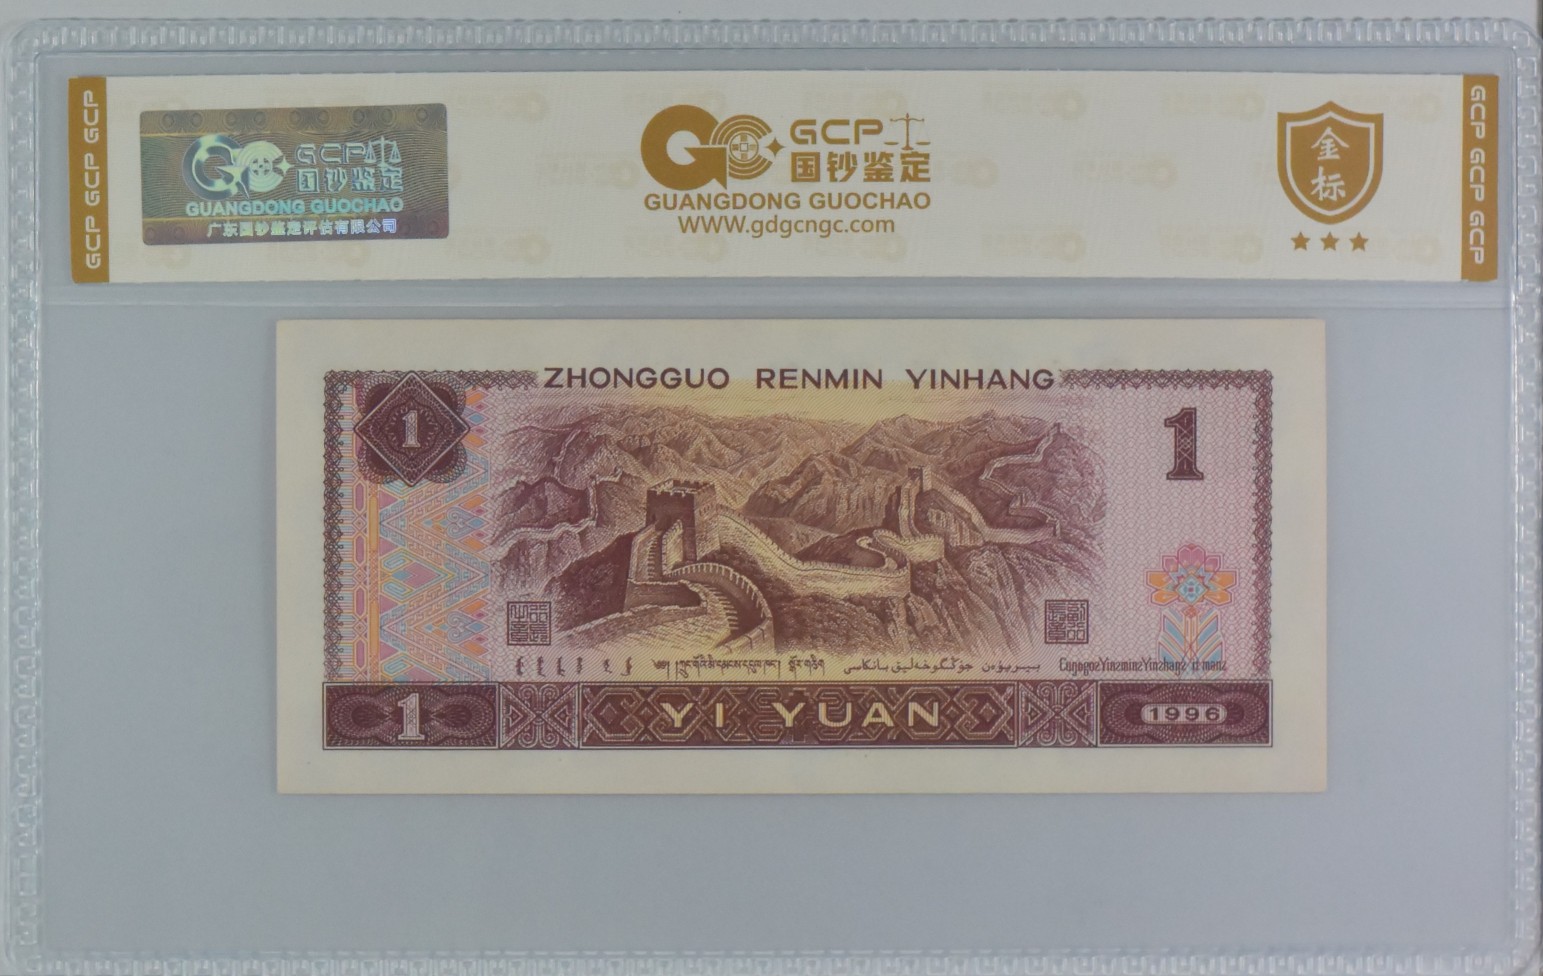 GCP GCP GCP
GCP
国钞鉴定
GUANGDONG GUOCHAO
广东国钞鉴定评估有限公司
GCP
国钞鉴定
GUANGDONG GUOCHAO
WWW.gdgcngc.com
金
标
GCP GCP GCP
ZHONGGUO RENMIN YINHANG
1
1
1 YI YUAN 1996